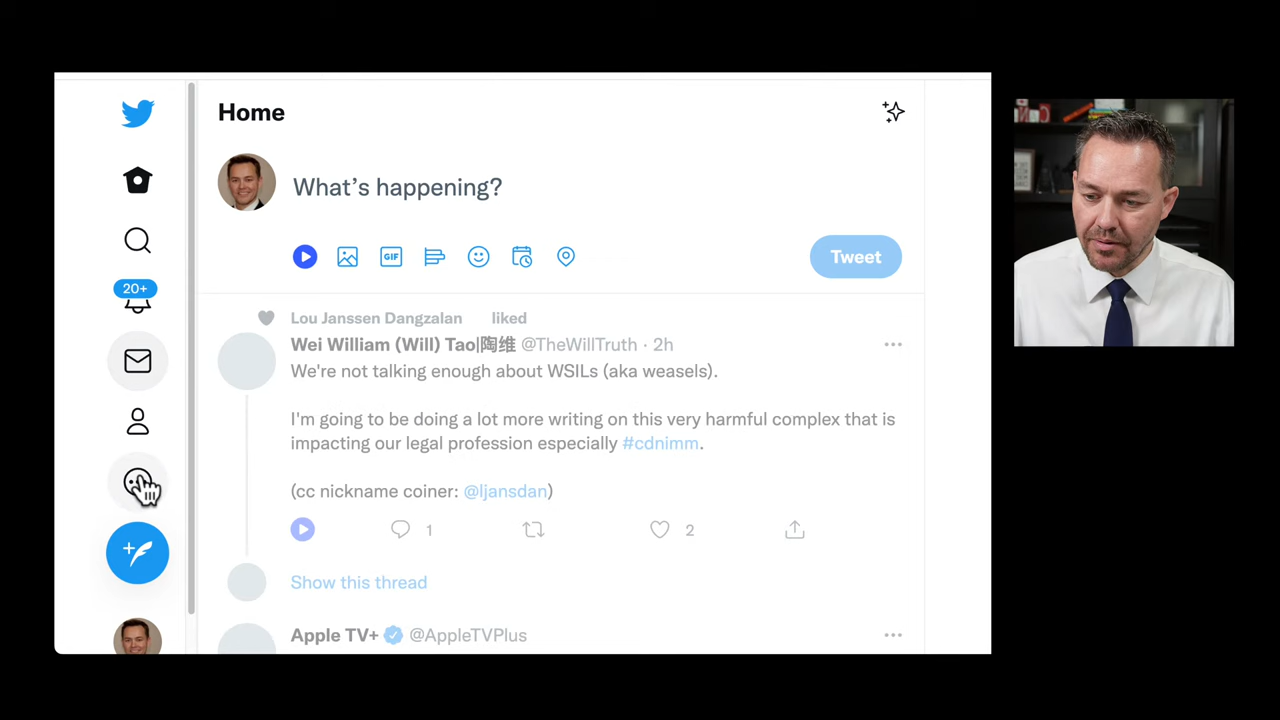 Home
What's happening?
GIF
Tweet
20+
Lou Janssen Dangzalan liked
Wei William (Will) Tao|陶维 @TheWillTruth · 2h
We're not talking enough about WSILs (aka weasels).
I'm going to be doing a lot more writing on this very harmful complex that is
impacting our legal profession especially #cdnimm.
(cc nickname coiner: @ljansdan)
1
2
Show this thread
Apple TV+ @AppleTVPlus